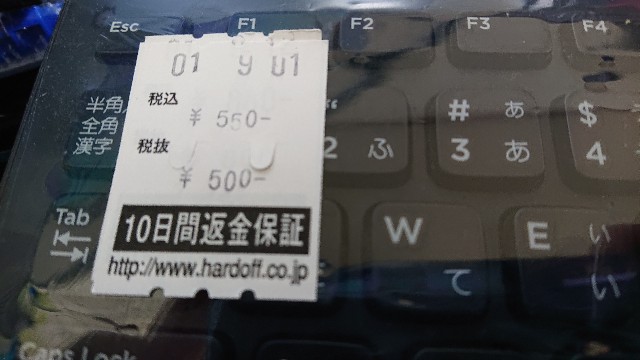 Esc F1 F2 F3 F4
01 9 01
税込
¥ 550-
税抜
¥ 500-
10日間返金保証
http://www.hardoff.co.jp
半角/
全角
漢字
2 ふ
# ぁ
3 あ
$
4
Tab
W
て
E ぃ
い
Caps Lock